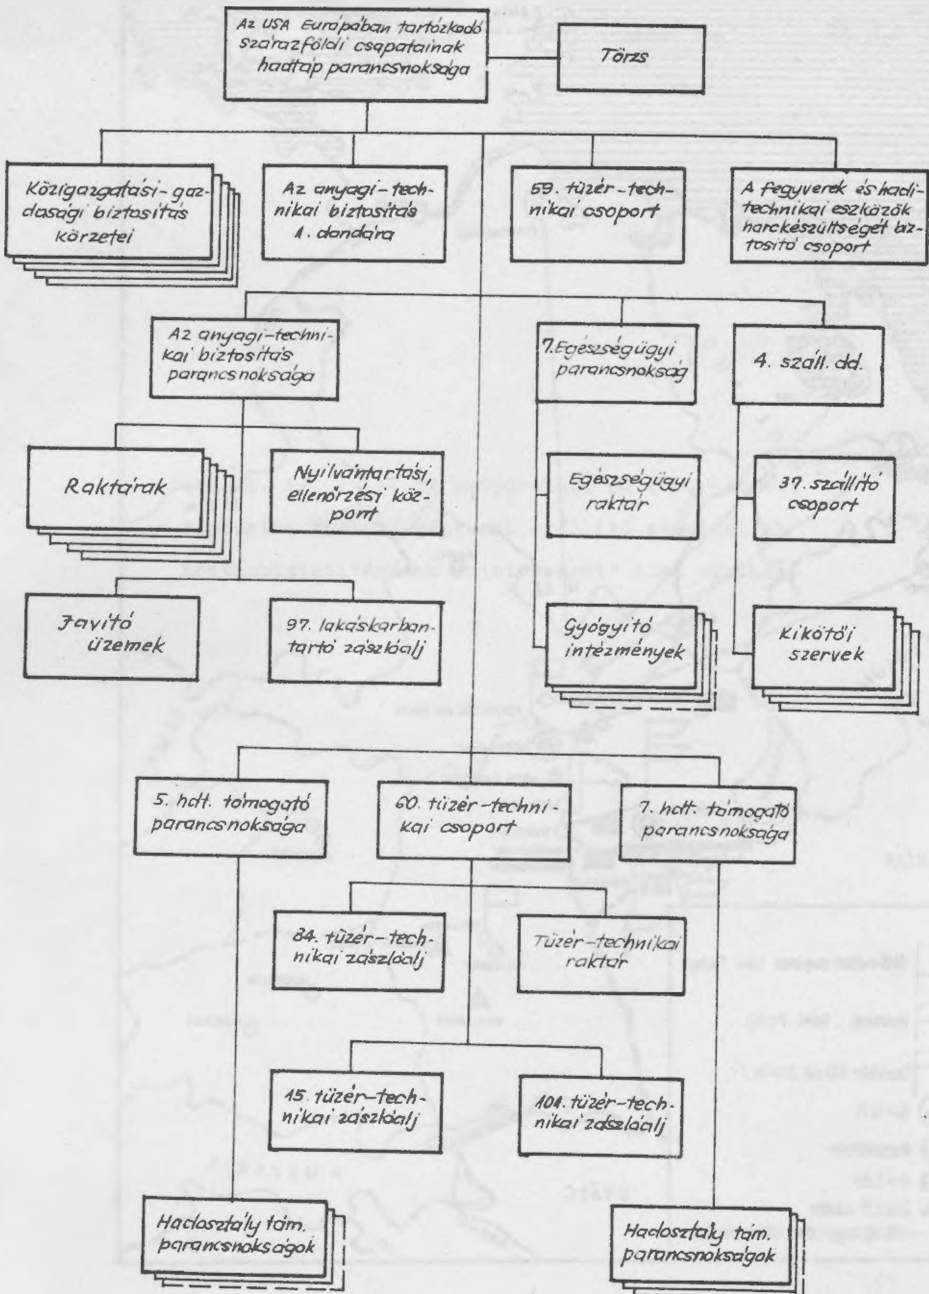 Az USA Európában tartózkodó
szárazföldi csapatainak
hadtáp parancsnoksága
Törzs
Közigazgatási-gaz-
dasági biztosítás
körzetei
Az anyagi-tech-
nikai biztosítás
1. dandára
59. tüzér-tech-
nikai csoport
A fegyverek és hadi-
technikai eszközök
harckészültségét biz-
tosító csoport
Az anyagi-techni-
kai biztosítás
parancsnoksága
7. Egészségügyi
parancsnokság
4. száll. dd.
Raktárak
Nyilvántartási,
ellenőrzési köz-
pont
Egészségügyi
raktár
37. szállító
csoport
Javító
üzemek
97. lakáskarban-
tartó zászlóalj
Gyógyító
intézmények
Kikötői
szervek
5. hdt. támogató
parancsnoksága
60. tüzér-techni-
kai csoport
7. hdt. támogató
parancsnoksága
84. tüzér-tech-
nikai zászlóalj
Tüzér-technikai
raktár
15. tüzér-tech-
nikai zászlóalj
101. tüzér-tech-
nikai zászlóalj
Hadosztály tám.
parancsnokságok
Hadosztály tám.
parancsnokságok